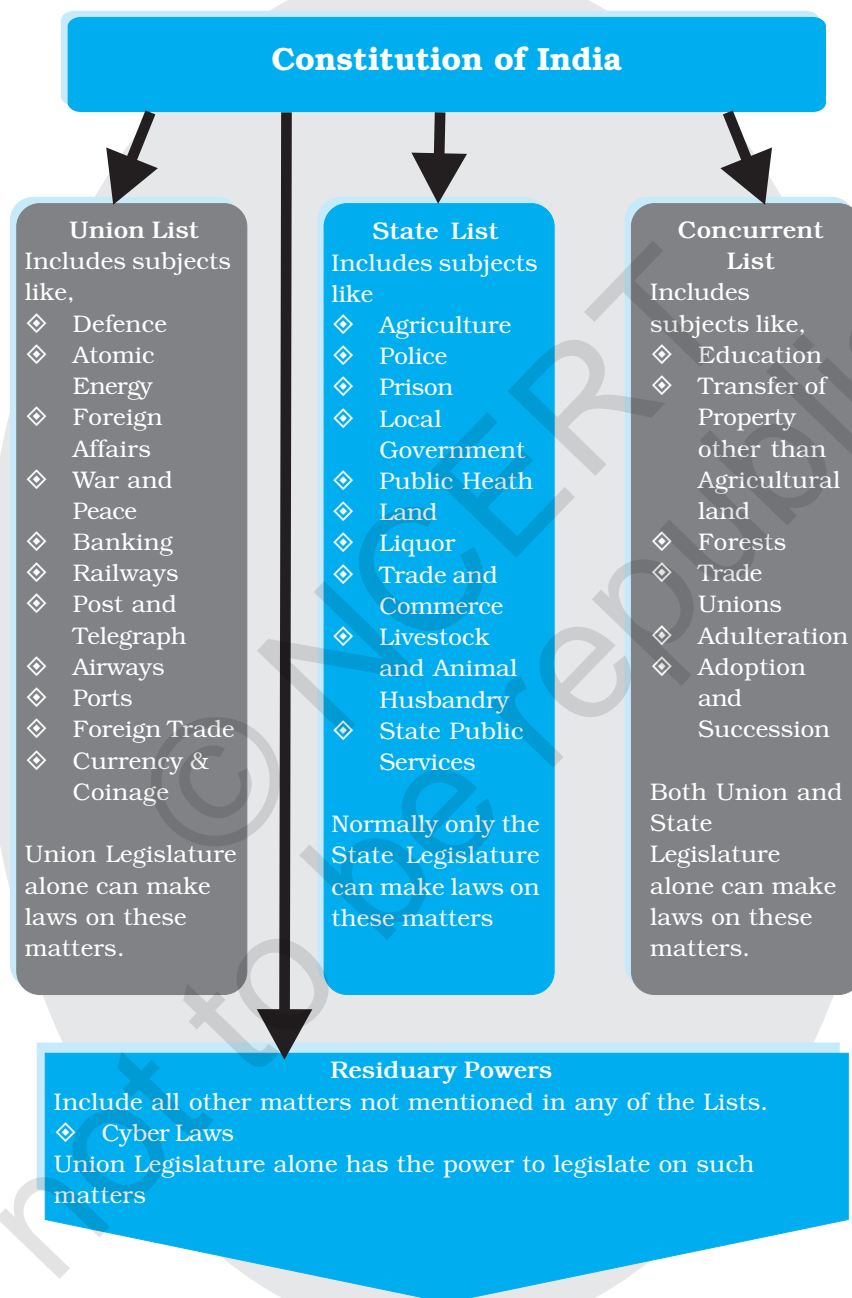 Constitution of India
Union List
Includes subjects
like,
Defence
Atomic
Energy
Foreign
Affairs
War and
Peace
Banking
Railways
Post and
Telegraph
Airways
Ports
Foreign Trade
Currency &
Coinage
Union Legislature
alone can make
laws on these
matters.
State List
Includes subjects
like
Agriculture
Police
Prison
Local
Government
Public Heath
Land
Liquor
Trade and
Commerce
Livestock
and Animal
Husbandry
State Public
Services
Normally only the
State Legislature
can make laws on
these matters
Concurrent
List
Includes
subjects like,
Education
Transfer of
Property
other than
Agricultural
land
Forests
Trade
Unions
Adulteration
Adoption
and
Succession
Both Union and
State
Legislature
alone can make
laws on these
matters.
Residuary Powers
Include all other matters not mentioned in any of the Lists.
Cyber Laws
Union Legislature alone has the power to legislate on such
matters
© NCERT
not to be